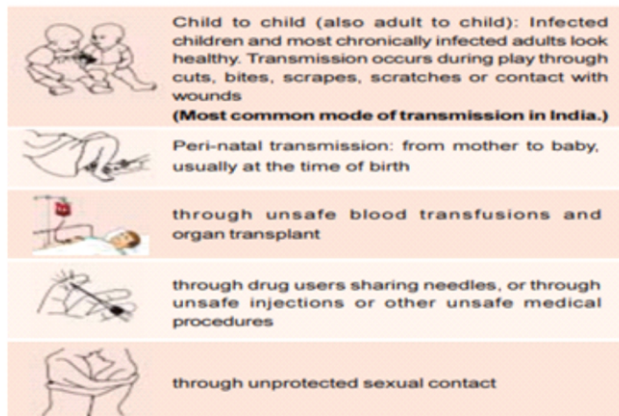 Child to child (also adult to child): Infected
children and most chronically infected adults look
healthy. Transmission occurs during play through
cuts, bites, scrapes, scratches or contact with
wounds
(Most common mode of transmission in India.)
Peri-natal transmission: from mother to baby,
usually at the time of birth
through unsafe blood transfusions and
organ transplant
through drug users sharing needles, or through
unsafe injections or other unsafe medical
procedures
through unprotected sexual contact